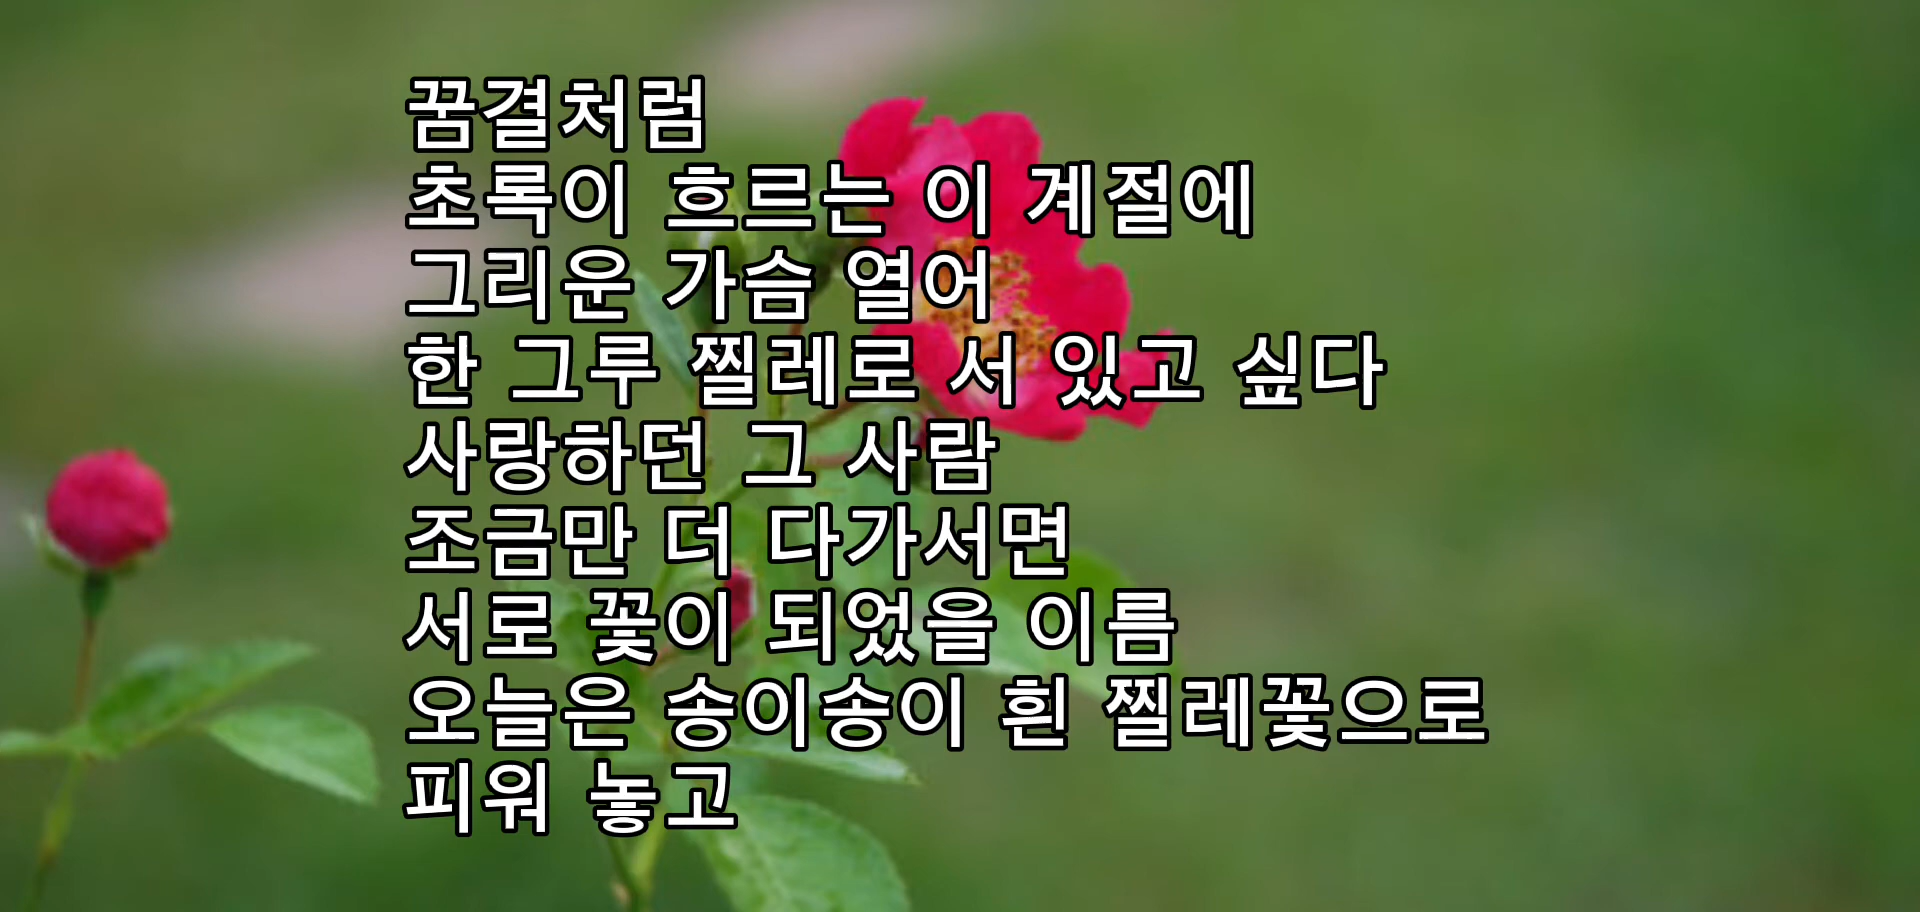 꿈결처럼
초록이 흐르는 이 계절에
그리운 가슴 열어
한 그루 찔레로 서 있고 싶다
사랑하던 그 사람
조금만 더 다가서면
서로 꽃이 되었을 이름
오늘은 송이송이 흰 찔레꽃으로
피워 놓고